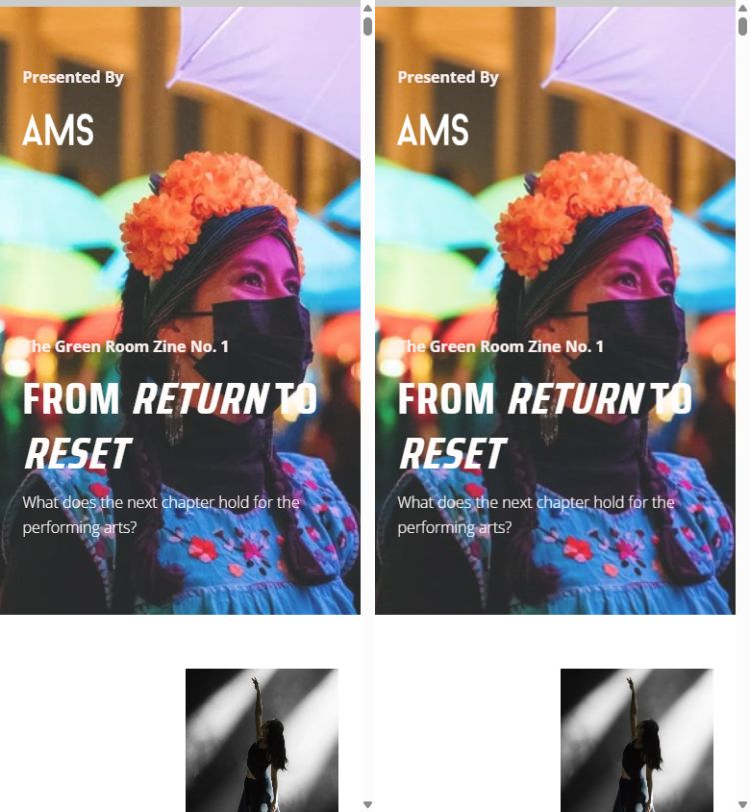 Presented By
AMS
The Green Room Zine No. 1
FROM RETURN TO
RESET
What does the next chapter hold for the
performing arts?
Presented By
AMS
The Green Room Zine No. 1
FROM RETURN TO
RESET
What does the next chapter hold for the
performing arts?